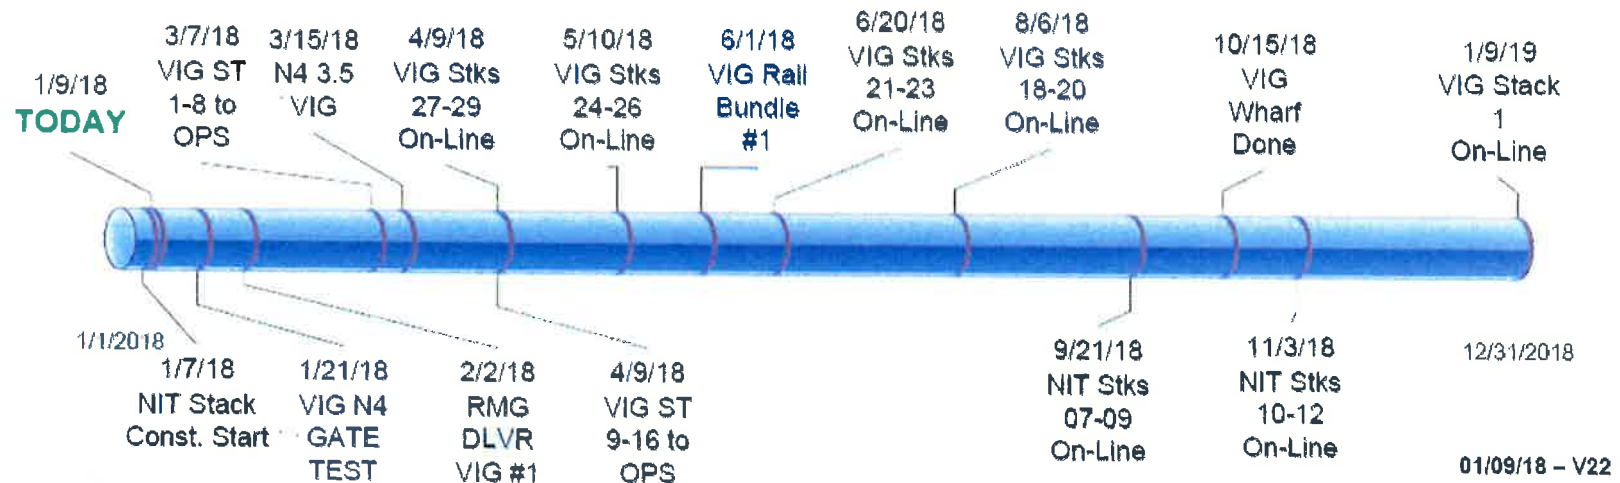 1/9/18
TODAY
3/7/18
VIG ST
1-8 to
OPS
3/15/18
N4 3.5
VIG
4/9/18
VIG Stks
27-29
On-Line
5/10/18
VIG Stks
24-26
On-Line
6/1/18
VIG Rail
Bundle
#1
6/20/18
VIG Stks
21-23
On-Line
8/6/18
VIG Stks
18-20
On-Line
10/15/18
VIG
Wharf
Done
1/9/19
VIG Stack
1
On-Line
1/1/2018
1/7/18
NIT Stack
Const. Start
1/21/18
VIG N4
GATE
TEST
2/2/18
RMG
DLVR
VIG #1
4/9/18
VIG ST
9-16 to
OPS
9/21/18
NIT Stks
07-09
On-Line
11/3/18
NIT Stks
10-12
On-Line
12/31/2018
01/09/18 – V22